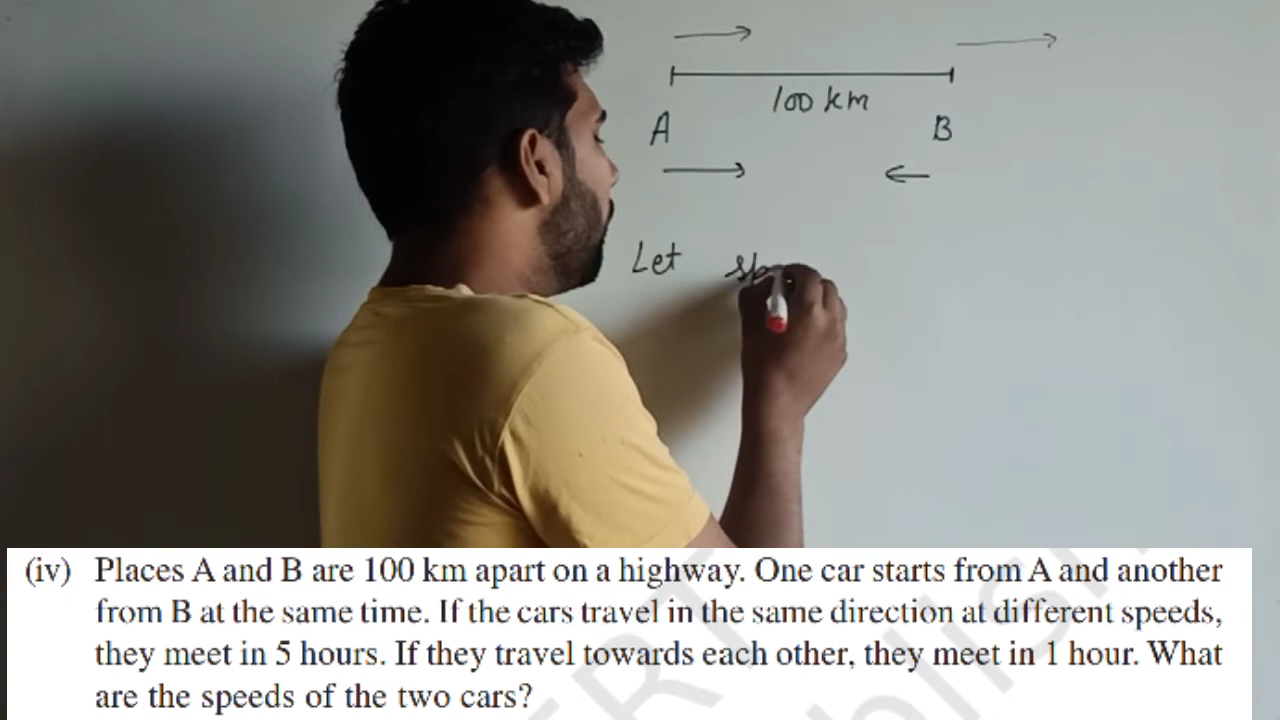 100 km
A B
Let sp
(iv) Places A and B are 100 km apart on a highway. One car starts from A and another
from B at the same time. If the cars travel in the same direction at different speeds,
they meet in 5 hours. If they travel towards each other, they meet in 1 hour. What
are the speeds of the two cars?